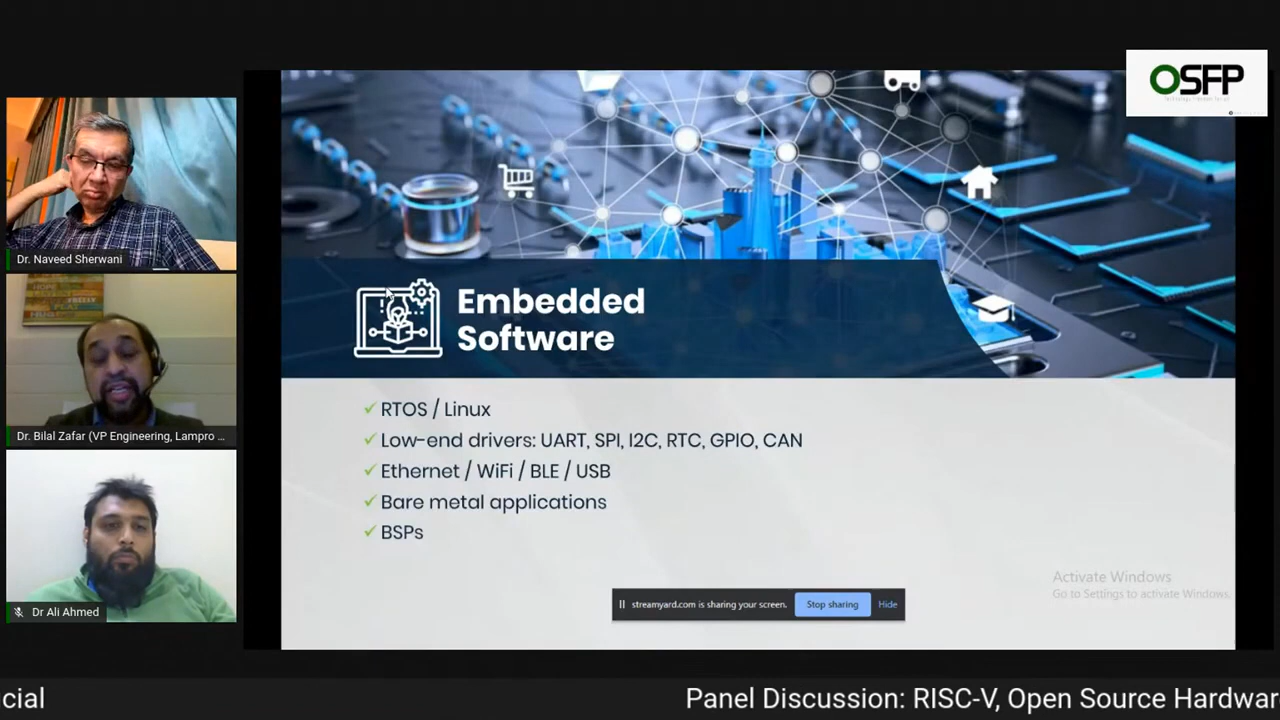 OSFP
Dr. Naveed Sherwani
Dr. Bilal Zafar (VP Engineering, Lampro ...
Dr Ali Ahmed
Embedded
Software
✓ RTOS / Linux
✓ Low-end drivers: UART, SPI, I2C, RTC, GPIO, CAN
✓ Ethernet / WiFi / BLE / USB
✓ Bare metal applications
✓ BSPs
Activate Windows
Go to Settings to activate Windows.
streamyard.com is sharing your screen.
Stop sharing
Hide
cial
Panel Discussion: RISC-V, Open Source Hardwar